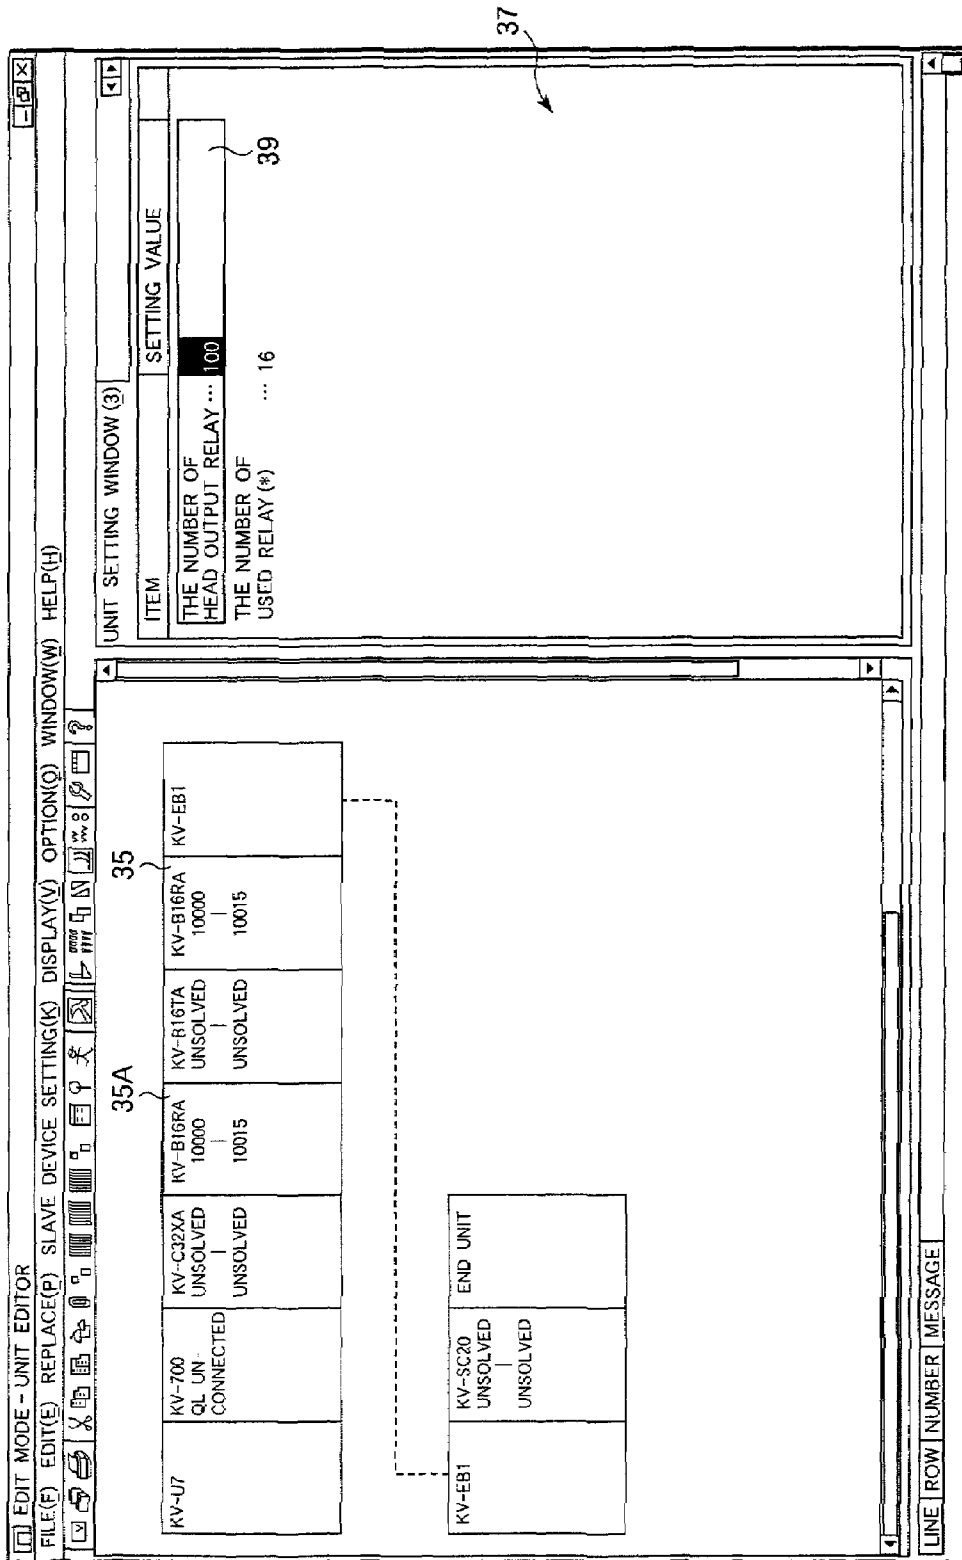 EDIT MODE - UNIT EDITOR
FILE(F) EDIT(E) REPLACE(P) SLAVE DEVICE SETTING(K) DISPLAY(V) OPTION(O) WINDOW(W) HELP(H)
35A
35
KV-U7
KV-700
QL UN-
CONNECTED
KV-C32XA
UNSOLVED
UNSOLVED
KV-B16RA
10000
10015
KV-B16TA
UNSOLVED
UNSOLVED
KV-B16RA
10000
10015
KV-EB1
KV-EB1
KV-SC20
UNSOLVED
UNSOLVED
END UNIT
UNIT SETTING WINDOW (3)
ITEM SETTING VALUE
THE NUMBER OF
HEAD OUTPUT RELAY ... 100
THE NUMBER OF
USED RELAY (*) ... 16
39
37
LINE ROW NUMBER MESSAGE